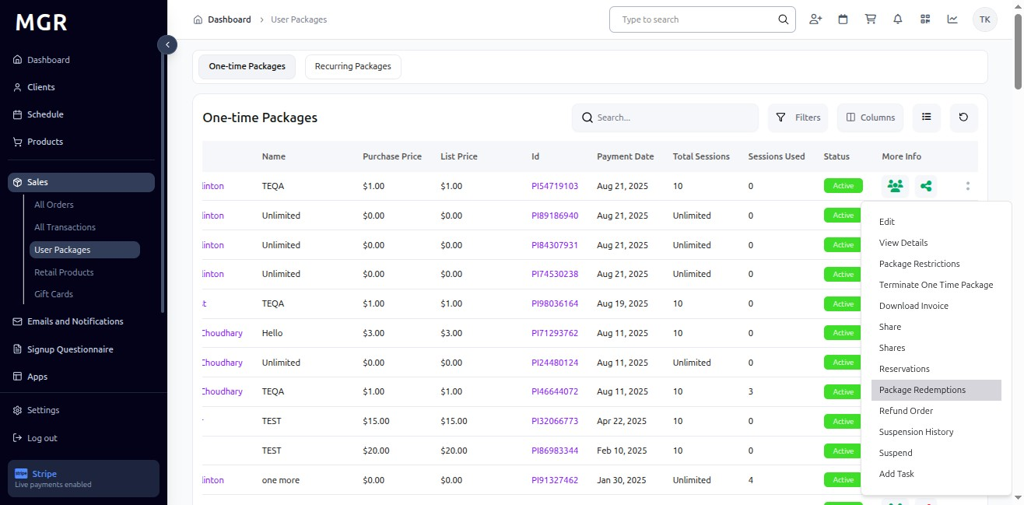 MGR
Dashboard
Clients
Schedule
Products
Sales
All Orders
All Transactions
User Packages
Retail Products
Gift Cards
Emails and Notifications
Signup Questionnaire
Apps
Settings
Log out
Stripe
Live payments enabled
Dashboard > User Packages
Type to search
TK
One-time Packages Recurring Packages
One-time Packages
Search... Filters Columns
Name Purchase Price List Price Id Payment Date Total Sessions Sessions Used Status More Info
linton TEQA $1.00 $1.00 PI54719103 Aug 21, 2025 10 0 Active
linton Unlimited $0.00 $0.00 PI89186940 Aug 21, 2025 Unlimited 0 Active
linton Unlimited $0.00 $0.00 PI84307931 Aug 21, 2025 Unlimited 0 Active
linton Unlimited $0.00 $0.00 PI74530238 Aug 21, 2025 Unlimited 0 Active
TEQA $1.00 $1.00 PI98036164 Aug 19, 2025 10 0 Active
Choudhary Hello $3.00 $3.00 PI71293762 Aug 11, 2025 10 0 Active
Choudhary Unlimited $0.00 $0.00 PI24480124 Aug 11, 2025 Unlimited 0 Active
Choudhary TEQA $1.00 $1.00 PI46644072 Aug 11, 2025 10 3 Active
TEST $15.00 $15.00 PI32066773 Apr 22, 2025 10 0 Active
TEST $20.00 $20.00 PI86983344 Feb 10, 2025 10 0 Active
linton one more $0.00 $0.00 PI91327462 Jan 30, 2025 Unlimited 4 Active
Edit
View Details
Package Restrictions
Terminate One Time Package
Download Invoice
Share
Shares
Reservations
Package Redemptions
Refund Order
Suspension History
Suspend
Add Task